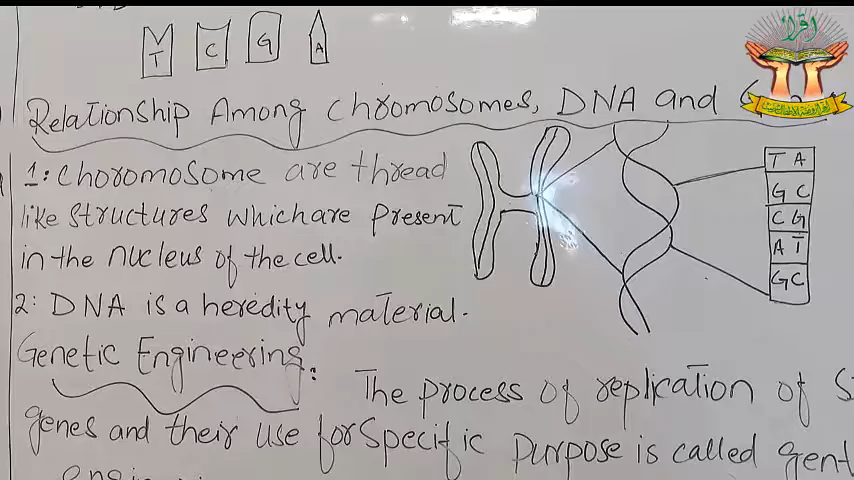 T C G A
Relationship Among Chromosomes, DNA and
1: Choromosome are thread
like structures which are present
in the nucleus of the cell.
2: DNA is a heredity material.
T A
G C
C G
A T
G C
Genetic Engineering:
The process of replication of
genes and their use for specific purpose is called
اقرأ